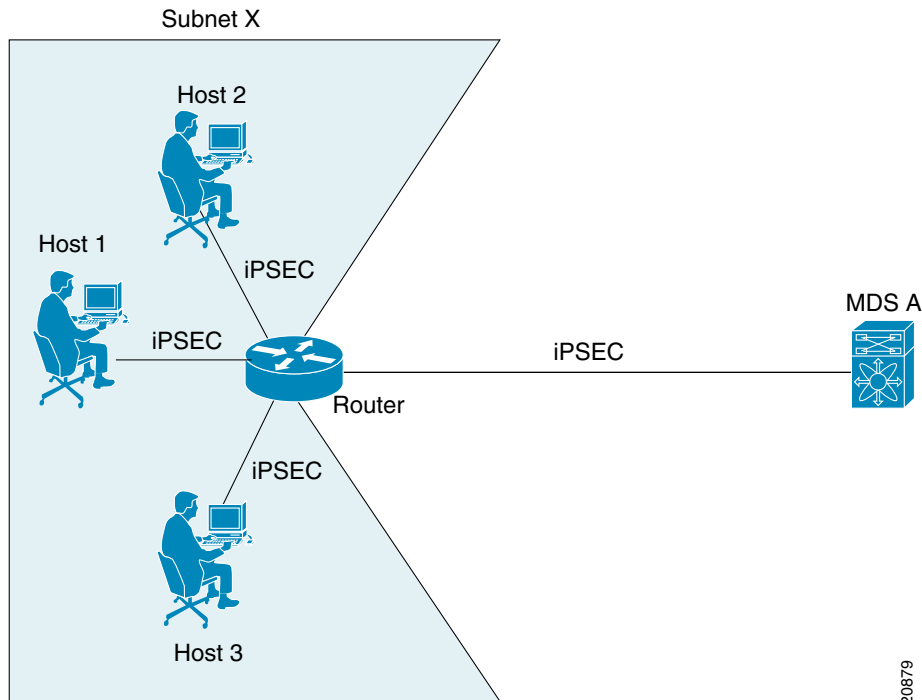 Subnet X
Host 2
Host 1
iPSEC
MDS A
iPSEC
iPSEC
Router
iPSEC
Host 3